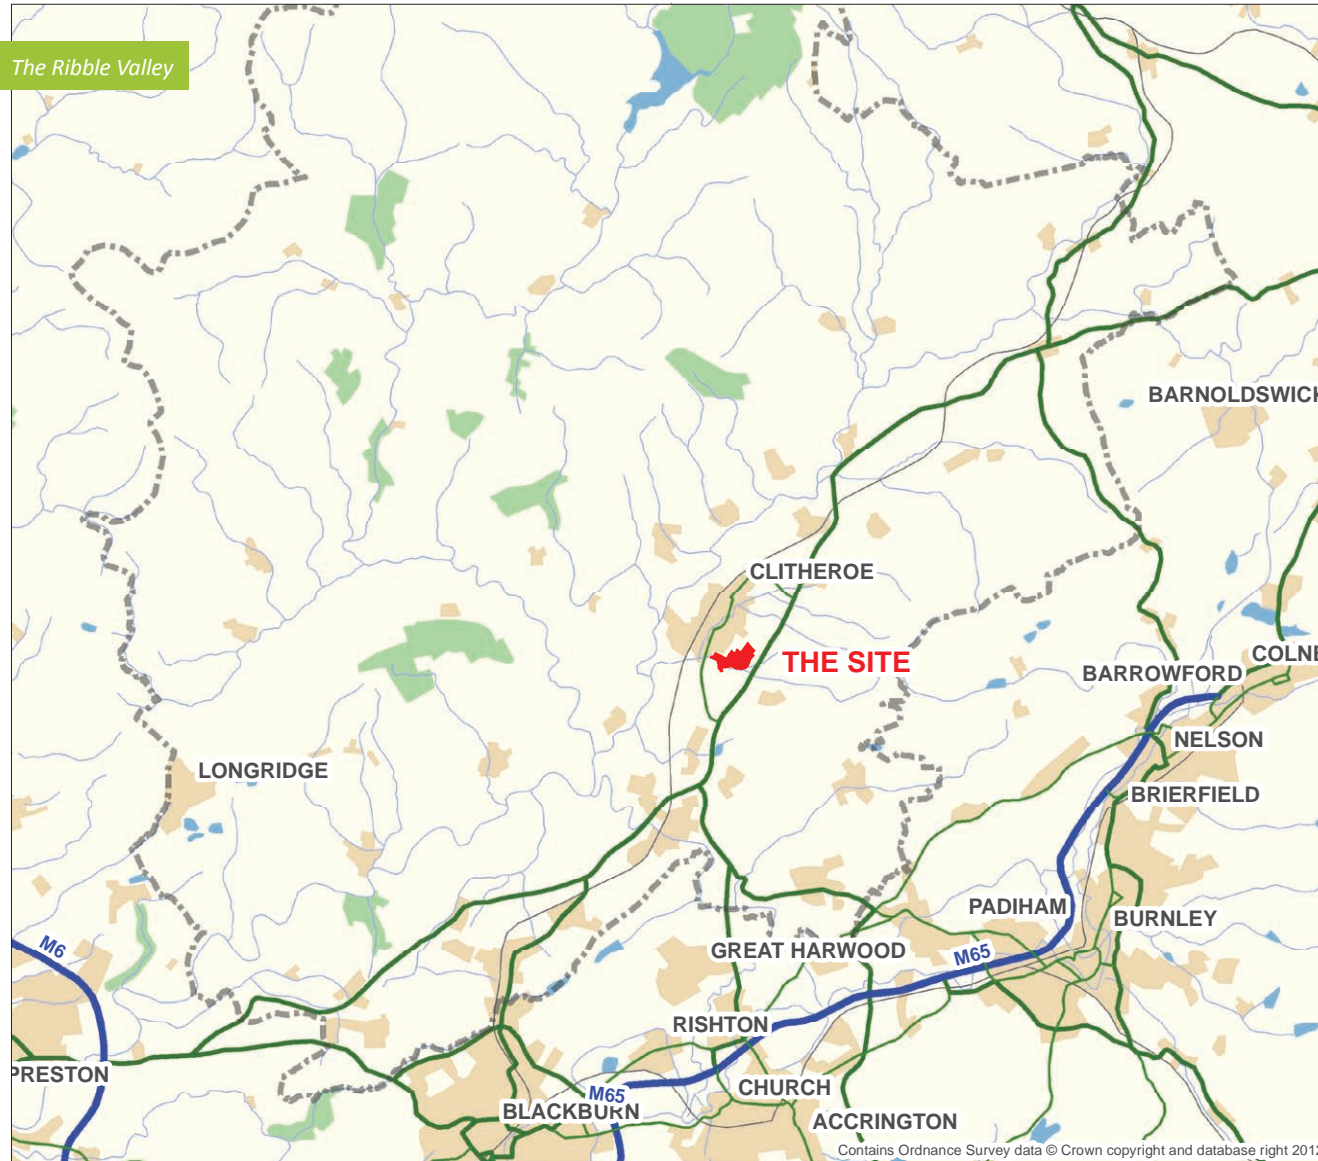 The Ribble Valley
BARNOLDSWICK
CLITHEROE
THE SITE
COLNE
BARROWFORD
NELSON
LONGRIDGE
BRIERFIELD
PADIHAM
BURNLEY
M6
GREAT HARWOOD
M65
RISHTON
PRESTON
CHURCH
M65
BLACKBURN
ACCRINGTON
Contains Ordnance Survey data © Crown copyright and database right 2012